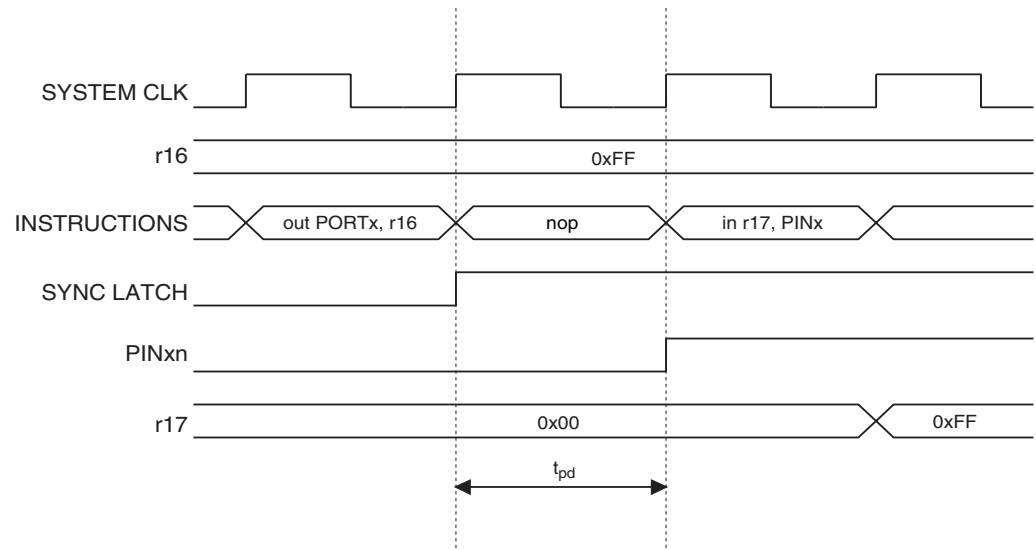 SYSTEM CLK
r16
0xFF
INSTRUCTIONS
out PORTx, r16
nop
in r17, PINx
SYNC LATCH
PINxn
r17
0x00
0xFF
tpd